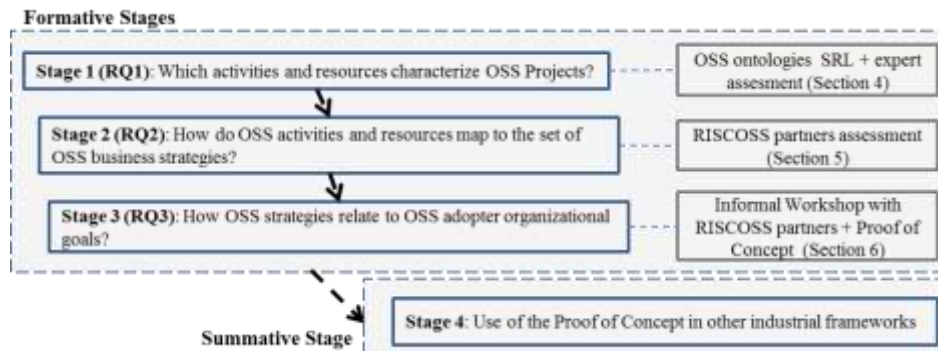 Formative Stages
Stage 1 (RQ1): Which activities and resources characterize OSS Projects?
OSS ontologies SRL + expert
assesment (Section 4)
Stage 2 (RQ2): How do OSS activities and resources map to the set of
OSS business strategies?
RISCOSS partners assessment
(Section 5)
Stage 3 (RQ3): How OSS strategies relate to OSS adopter organizational
goals?
Informal Workshop with
RISCOSS partners + Proof of
Concept (Section 6)
Stage 4: Use of the Proof of Concept in other industrial frameworks
Summative Stage